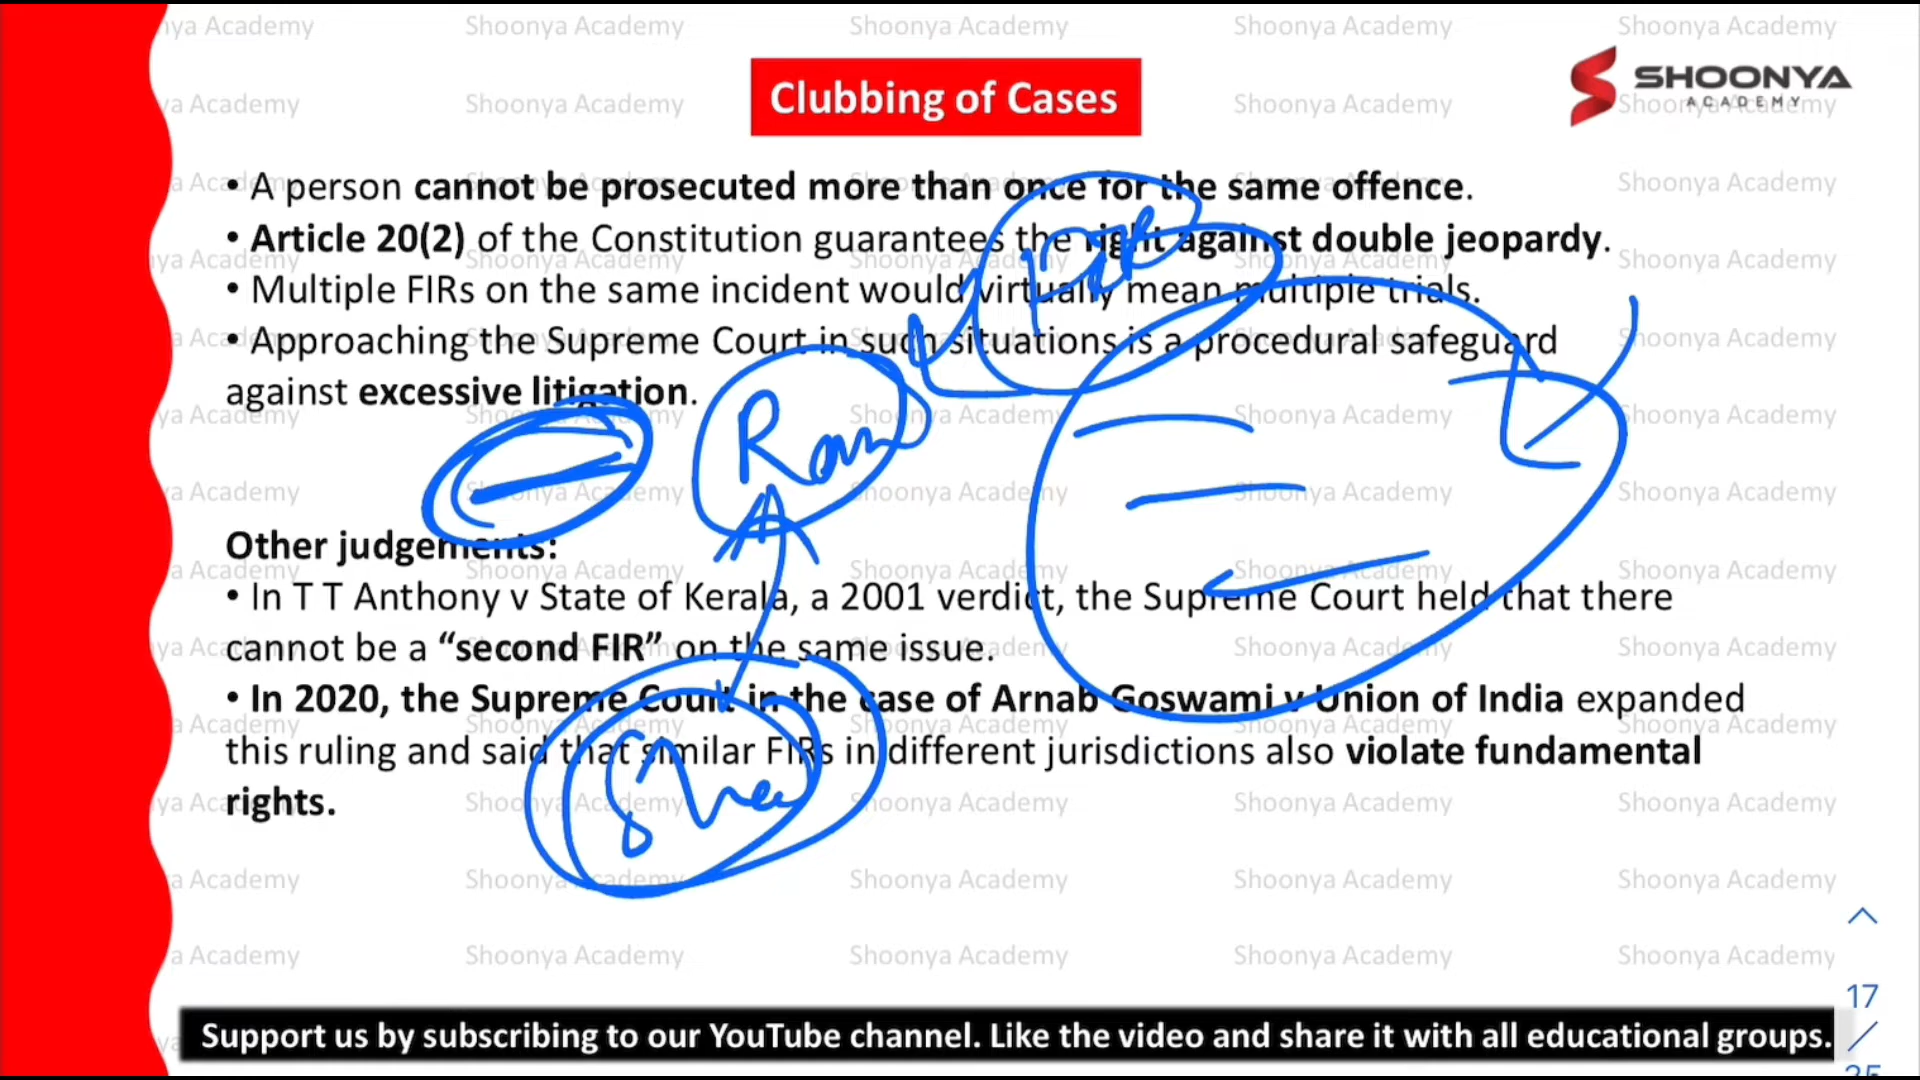 Clubbing of Cases
SHOONYA
ACADEMY
• A person cannot be prosecuted more than once for the same offence.
• Article 20(2) of the Constitution guarantees the right against double jeopardy.
• Multiple FIRs on the same incident would virtually mean multiple trials.
• Approaching the Supreme Court in such situations is a procedural safeguard
against excessive litigation.
Ram
Other judgements:
• In T T Anthony v State of Kerala, a 2001 verdict, the Supreme Court held that there
cannot be a “second FIR” on the same issue.
• In 2020, the Supreme Court in the case of Arnab Goswami v Union of India expanded
this ruling and said that similar FIRs in different jurisdictions also violate fundamental
rights.
17
Support us by subscribing to our YouTube channel. Like the video and share it with all educational groups.
Shoonya Academy